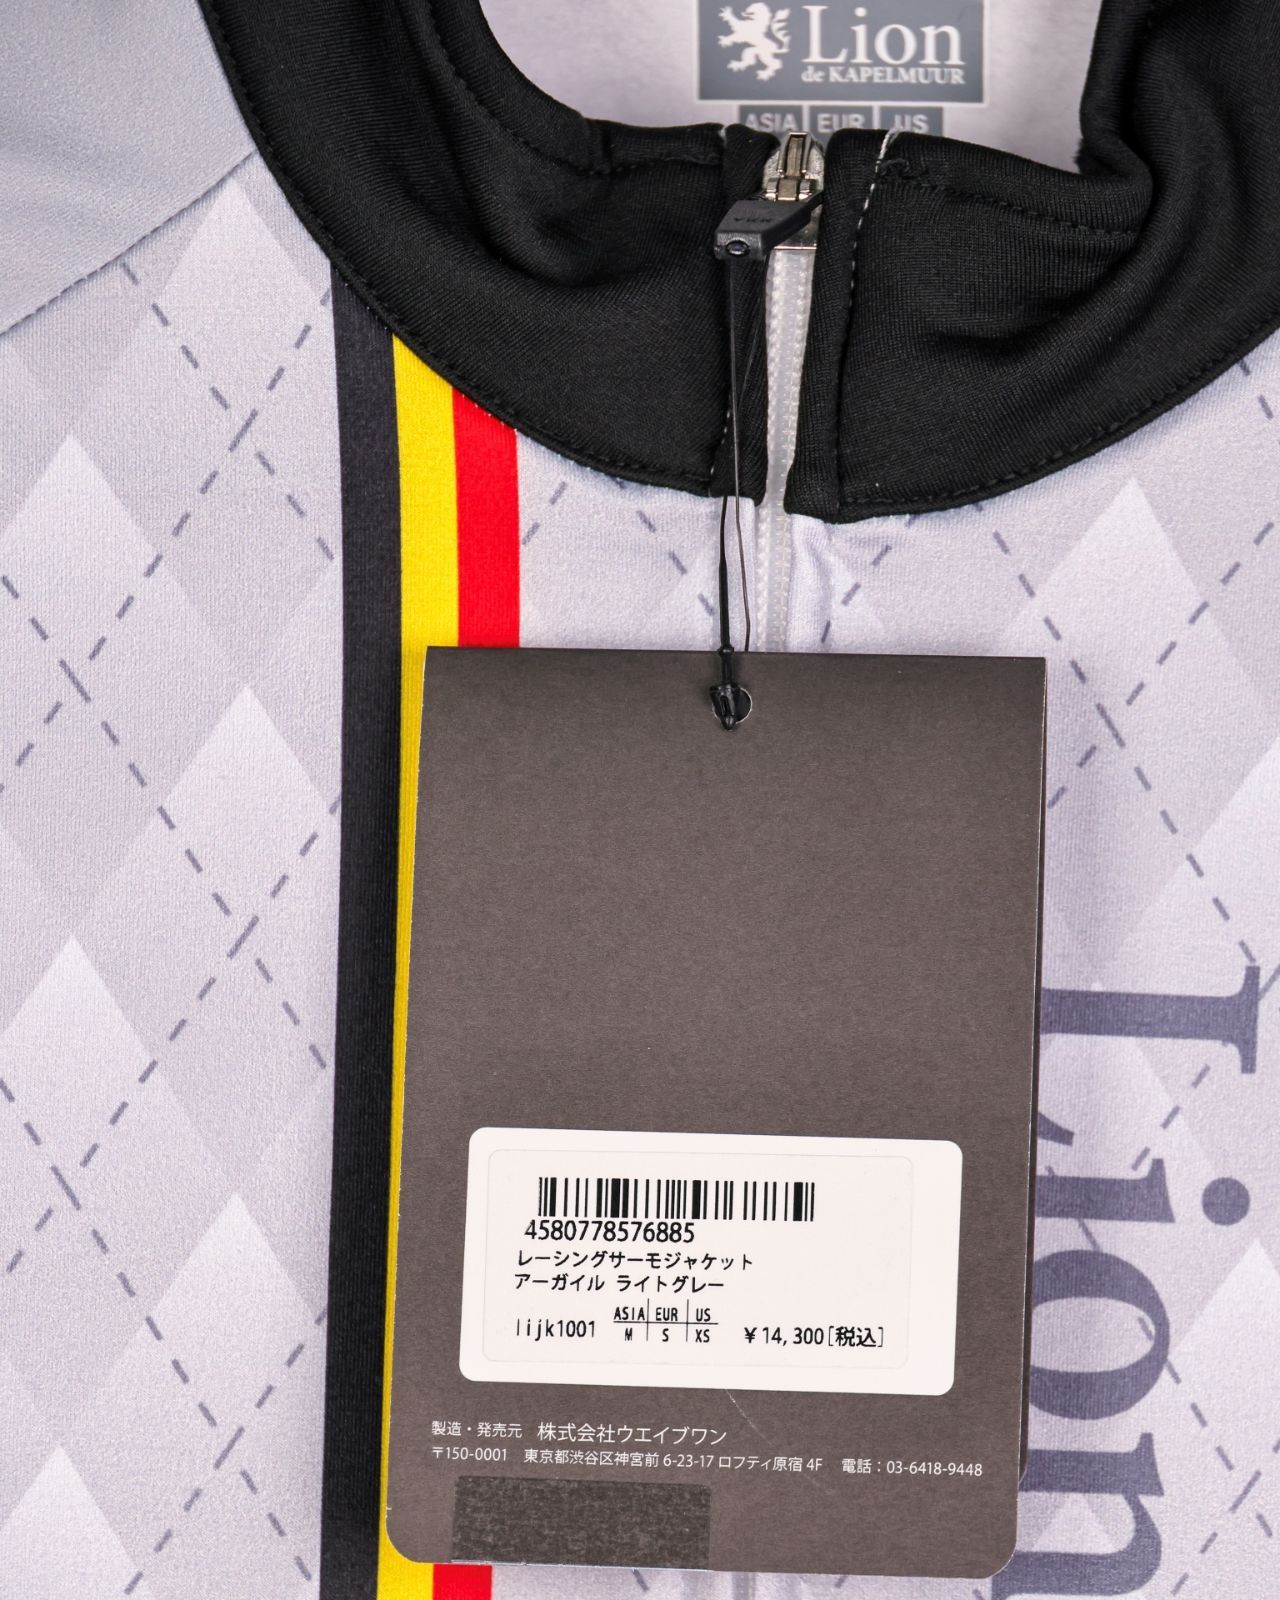 Lion
de KAPELMUUR
ASIA EUR US
4580778576885
レーシングサーモジャケット
アーガイル ライトグレー
lijk1001 ASIA EUR US ¥14,300[税込]
M S XS
製造・発売元 株式会社ウエイブワン
〒150-0001 東京都渋谷区神宮前 6-23-17 ロフティ原宿 4F 電話：03-6418-9448
Lion